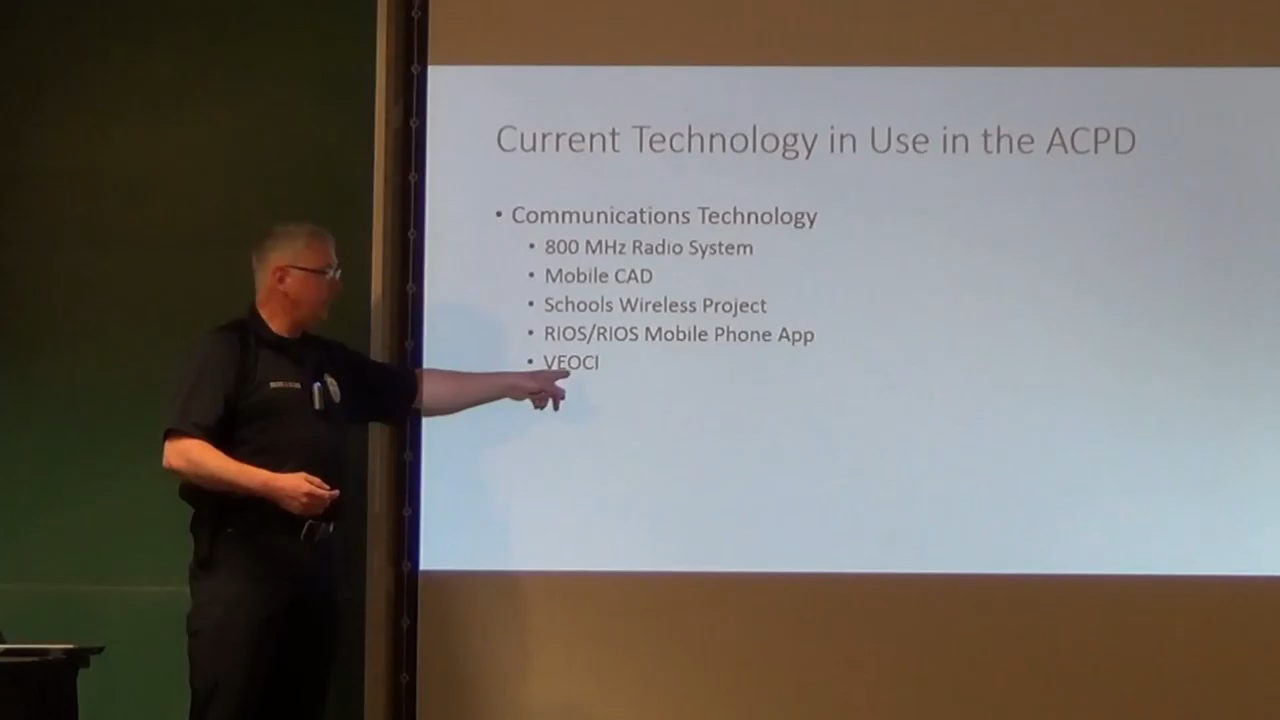 Current Technology in Use in the ACPD
• Communications Technology
• 800 MHz Radio System
• Mobile CAD
• Schools Wireless Project
• RIOS/RIOS Mobile Phone App
• VEOCI